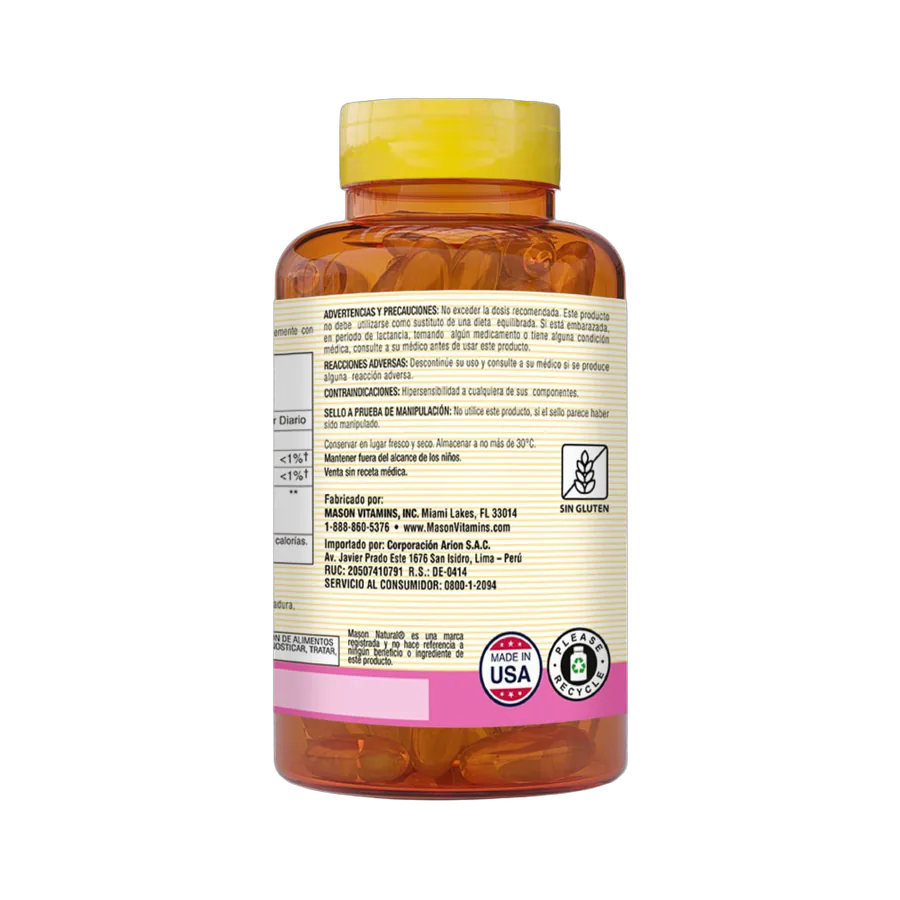 ADVERTENCIAS Y PRECAUCIONES: No exceder la dosis recomendada. Este producto
no debe utilizarse como sustituto de una dieta equilibrada. Si está embarazada,
en periodo de lactancia, tomando algún medicamento o tiene alguna condición
médica, consulte a su médico antes de usar este producto.
REACCIONES ADVERSAS: Descontinúe su uso y consulte a su médico si se produce
alguna reacción adversa.
CONTRAINDICACIONES: Hipersensibilidad a cualquiera de sus componentes.
SELLO A PRUEBA DE MANIPULACIÓN: No utilice este producto, si el sello parece haber
sido manipulado.
Conservar en lugar fresco y seco. Almacenar a no más de 30°C.
Mantener fuera del alcance de los niños.
Venta sin receta médica.
Fabricado por:
MASON VITAMINS, INC. Miami Lakes, FL 33014
1-888-860-5376 • www.MasonVitamins.com
Importado por: Corporación Arion S.A.C.
Av. Javier Prado Este 1676 San Isidro, Lima – Perú
RUC: 20507410791 R.S.: DE-0414
SERVICIO AL CONSUMIDOR: 0800-1-2094
Mason Natural® es una marca
registrada y no hace referencia a
ningún beneficio o ingrediente de
este producto.
SIN GLUTEN
MADE IN
USA
PLEASE
RECYCLE
con
Diario
<1%†
<1%†
**
calorías.
DE ALIMENTOS
TRATAR,